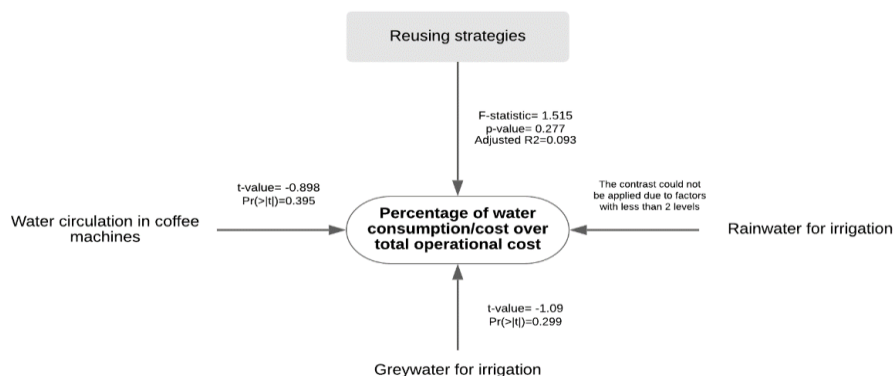 Reusing strategies
F-statistic= 1.515
p-value= 0.277
Adjusted R2=0.093
t-value= -0.898
Pr(>|t|)=0.395
The contrast could not
be applied due to factors
with less than 2 levels
Water circulation in coffee
machines
Percentage of water
consumption/cost over
total operational cost
Rainwater for irrigation
t-value= -1.09
Pr(>|t|)=0.299
Greywater for irrigation